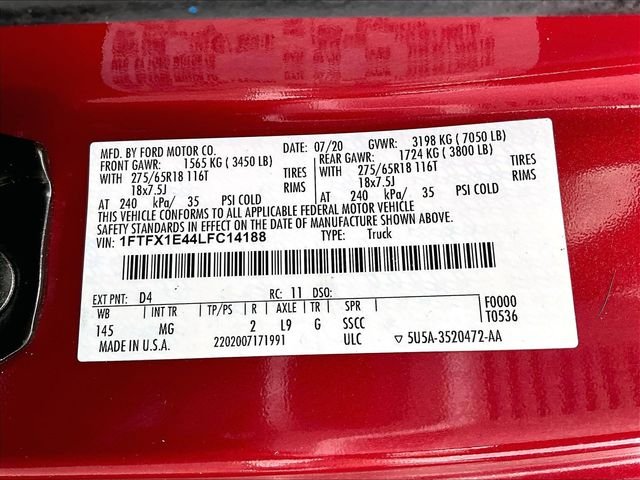 MFD. BY FORD MOTOR CO. DATE: 07/20 GVWR: 3198 KG ( 7050 LB)
FRONT GAWR: 1565 KG ( 3450 LB) REAR GAWR: 1724 KG ( 3800 LB)
WITH 275/65R18 116T TIRES WITH 275/65R18 116T TIRES
18x7.5J RIMS 18x7.5J RIMS
AT 240 kPa/ 35 PSI COLD AT 240 kPa/ 35 PSI COLD
THIS VEHICLE CONFORMS TO ALL APPLICABLE FEDERAL MOTOR VEHICLE
SAFETY STANDARDS IN EFFECT ON THE DATE OF MANUFACTURE SHOWN ABOVE.
VIN: 1FTFX1E44LFC14188 TYPE: Truck
EXT PNT: D4 RC: 11 DSO:
WB INT TR TP/PS R AXLE TR SPR F0000
145 MG 2 L9 G SSCC T0536
MADE IN U.S.A. 2202007171991 ULC ▽ 5U5A-3520472-AA